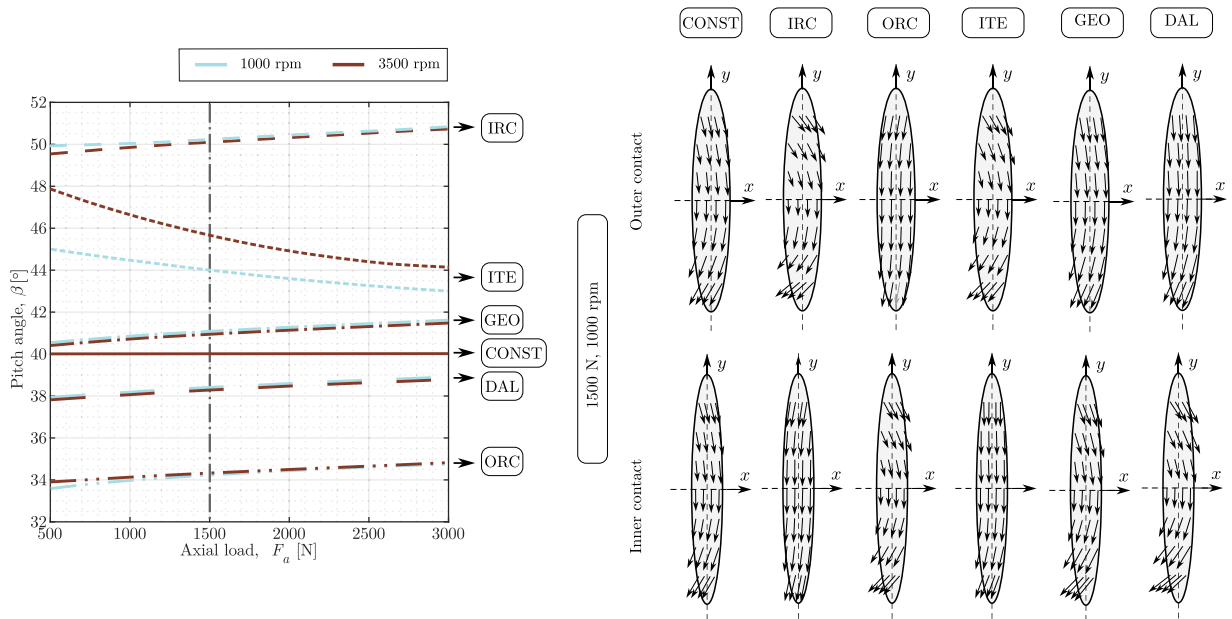 1000 rpm
3500 rpm
52
50
48
46
44
42
40
38
36
34
32
500
1000
1500
2000
2500
3000
Pitch angle, β [°]
Axial load, F_a [N]
IRC
ITE
GEO
CONST
DAL
ORC
1500 N, 1000 rpm
CONST
IRC
ORC
ITE
GEO
DAL
Outer contact
y
y
y
y
y
y
x
x
x
x
x
x
Inner contact
y
y
y
y
y
y
x
x
x
x
x
x